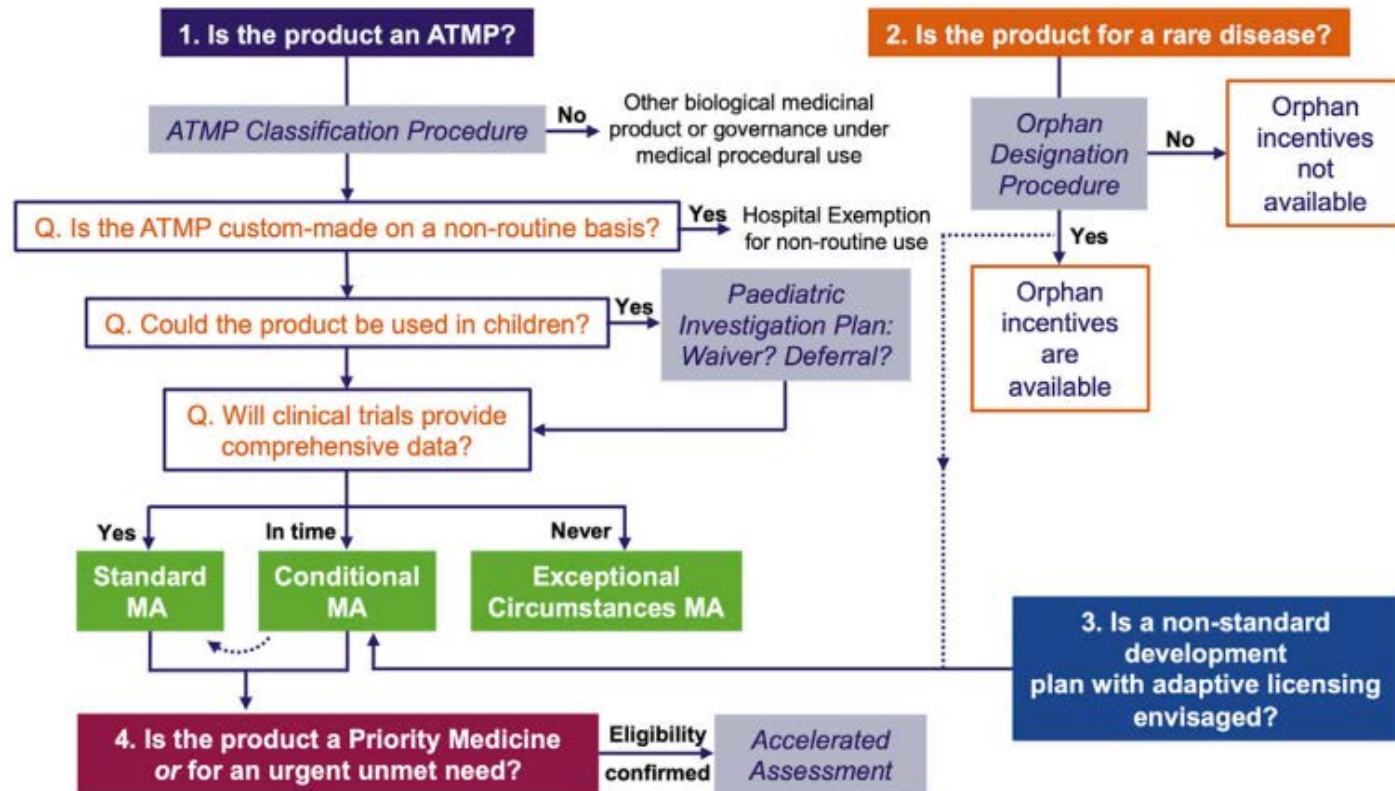 1. Is the product an ATMP?
ATMP Classification Procedure
No
Other biological medicinal
product or governance under
medical procedural use
Q. Is the ATMP custom-made on a non-routine basis?
Yes
Hospital Exemption
for non-routine use
Q. Could the product be used in children?
Yes
Paediatric
Investigation Plan:
Waiver? Deferral?
Q. Will clinical trials provide
comprehensive data?
Yes
In time
Never
Standard
MA
Conditional
MA
Exceptional
Circumstances MA
2. Is the product for a rare disease?
Orphan
Designation
Procedure
No
Orphan
incentives
not
available
Yes
Orphan
incentives
are
available
3. Is a non-standard
development
plan with adaptive licensing
envisaged?
4. Is the product a Priority Medicine
or for an urgent unmet need?
Eligibility
confirmed
Accelerated
Assessment